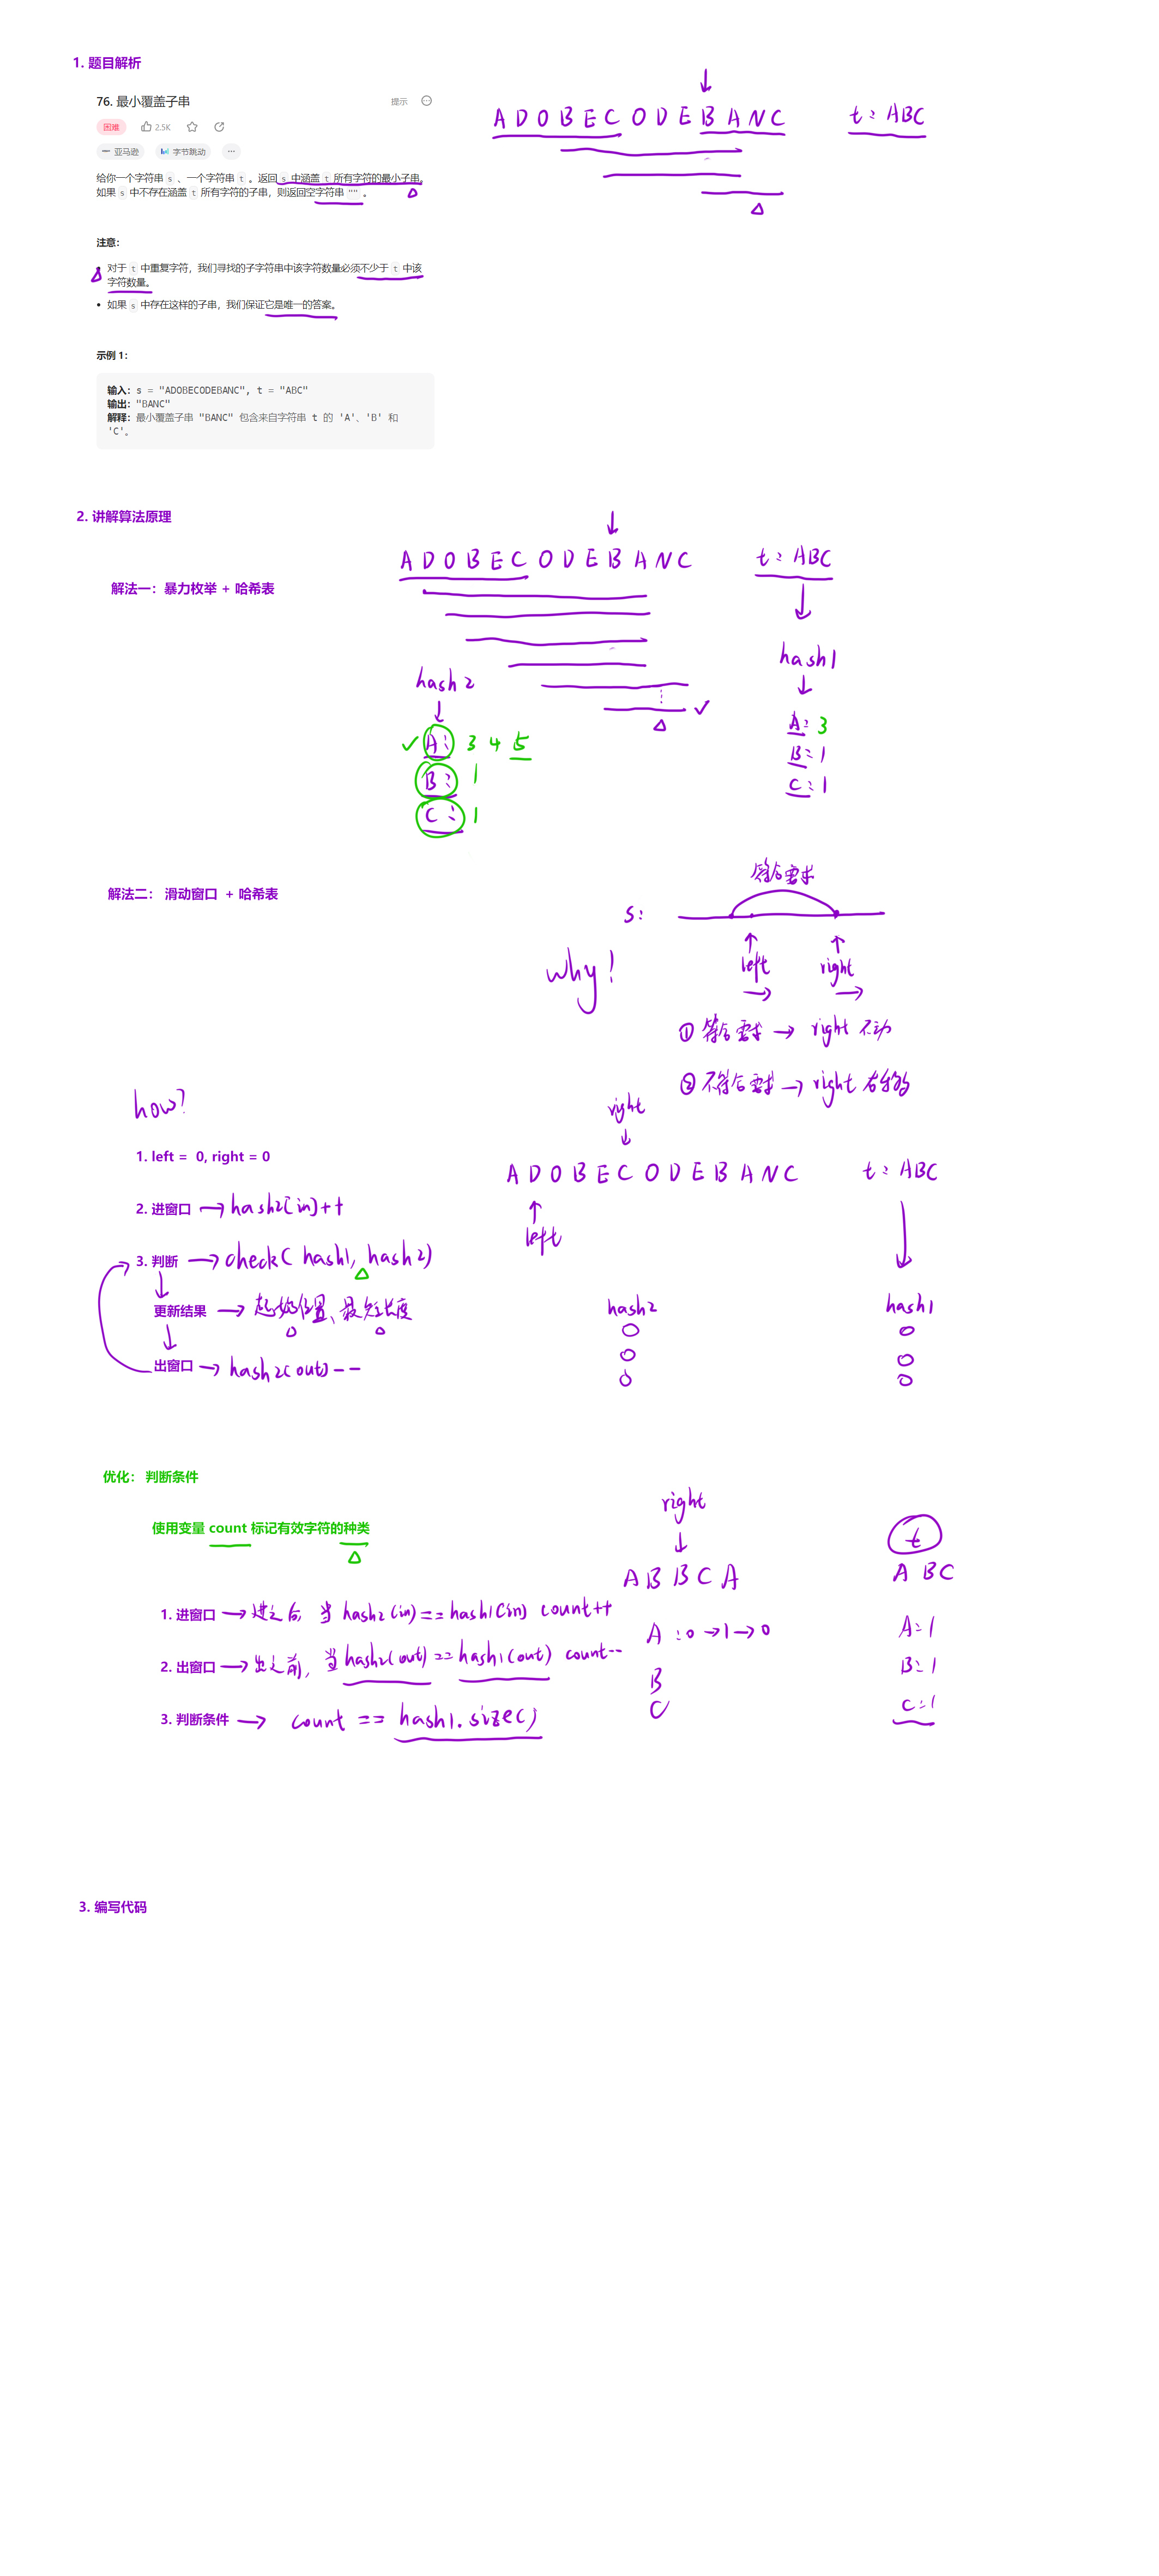 1. 题目解析
76. 最小覆盖子串
提示
困难 2.5K
亚马逊 字节跳动 ...
给你一个字符串 s 、一个字符串 t 。返回 s 中涵盖 t 所有字符的最小子串。
如果 s 中不存在涵盖 t 所有字符的子串，则返回空字符串 "" 。
注意：
对于 t 中重复字符，我们寻找的子字符串中该字符数量必须不少于 t 中该
字符数量。
如果 s 中存在这样的子串，我们保证它是唯一的答案。
示例 1：
输入：s = "ADOBECODEBANC", t = "ABC"
输出："BANC"
解释：最小覆盖子串 "BANC" 包含来自字符串 t 的 'A'、'B' 和
'C'。
ADOBECODEBANC t: ABC
2. 讲解算法原理
解法一：暴力枚举 + 哈希表
ADOBECODEBANC t: ABC
hash1
A: 3
B: 1
C: 1
hash2
A: 3 4 5
B: 1
C: 1
解法二： 滑动窗口 + 哈希表
符合要求
s:
left right
why?
① 符合要求 → right 不动
② 不符合要求 → right 右移动
how?
1. left = 0, right = 0
2. 进窗口 → hash2[in]++
3. 判断 → check(hash1, hash2)
更新结果 → 起始位置、最短长度
出窗口 → hash2[out]--
right
ADOBECODEBANC t: ABC
left
hash2 hash1
优化： 判断条件
使用变量 count 标记有效字符的种类
1. 进窗口 → 进之后，当 hash2(in) == hash1(in) count++
2. 出窗口 → 出之前，当 hash2(out) == hash1(out) count--
3. 判断条件 → count == hash1.size()
right
ABBCA
A: 0 → 1 → 0
B
C
t
ABC
A: 1
B: 1
C: 1
3. 编写代码